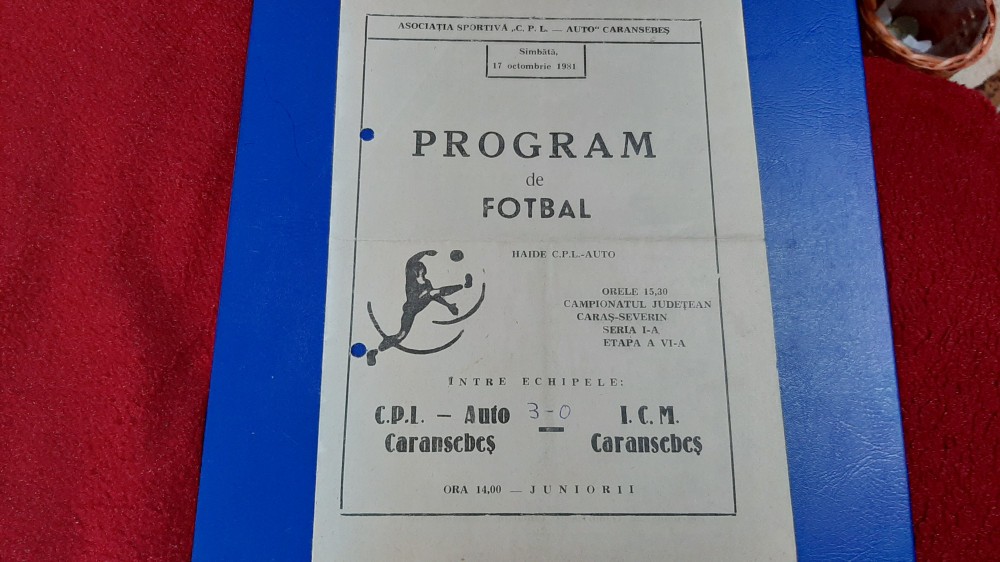 ASOCIAȚIA SPORTIVĂ „C. P. L. — AUTO" CARANSEBEȘ
Simbătă,
17 octombrie 1981
PROGRAM
de
FOTBAL
HAIDE C.P.L.-AUTO
ORELE 15,30
CAMPIONATUL JUDEȚEAN
CARAȘ-SEVERIN
SERIA I-A
ETAPA A VI-A
ÎNTRE ECHIPELE:
C.P.L. — Auto 3-0 I. C. M.
Caransebeș Caransebeș
ORA 14,00 — JUNIORII